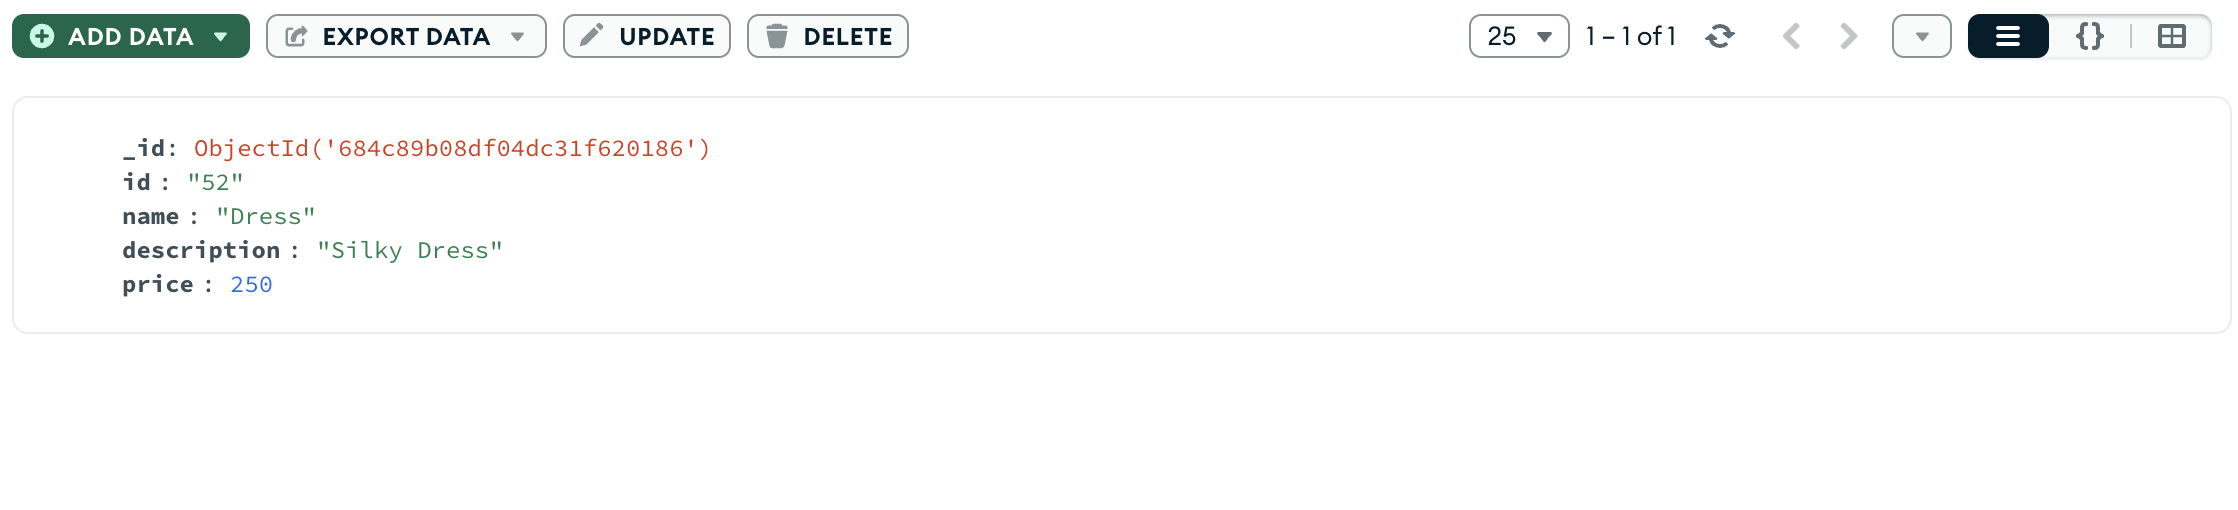 ADD DATA EXPORT DATA UPDATE DELETE 25 1 – 1 of 1 {}
_id: ObjectId('684c89b08df04dc31f620186')
id : "52"
name : "Dress"
description : "Silky Dress"
price : 250